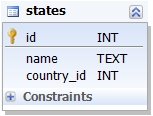 states
id INT
name TEXT
country_id INT
Constraints